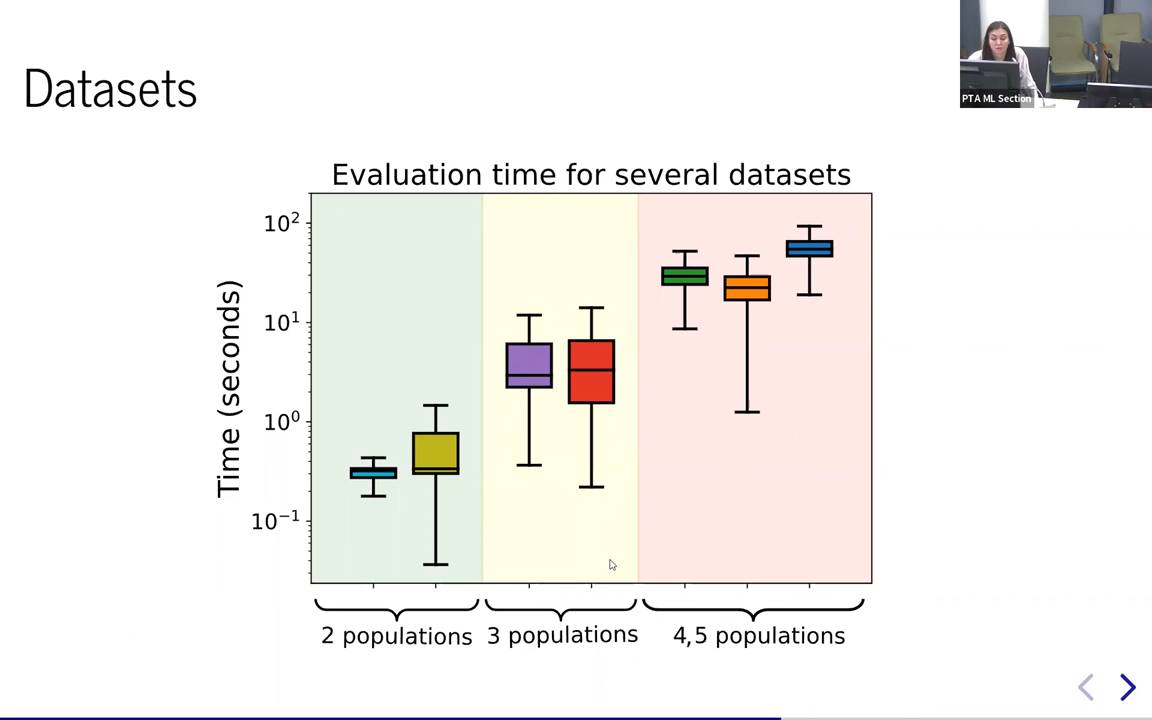 PTA ML Section
Datasets
Evaluation time for several datasets
Time (seconds)
10²
10¹
10⁰
10⁻¹
2 populations
3 populations
4,5 populations